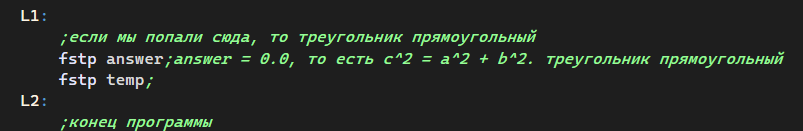 L1:
;если мы попали сюда, то треугольник прямоугольный
fstp answer;answer = 0.0, то есть c^2 = a^2 + b^2. треугольник прямоугольный
fstp temp;
L2:
;конец программы